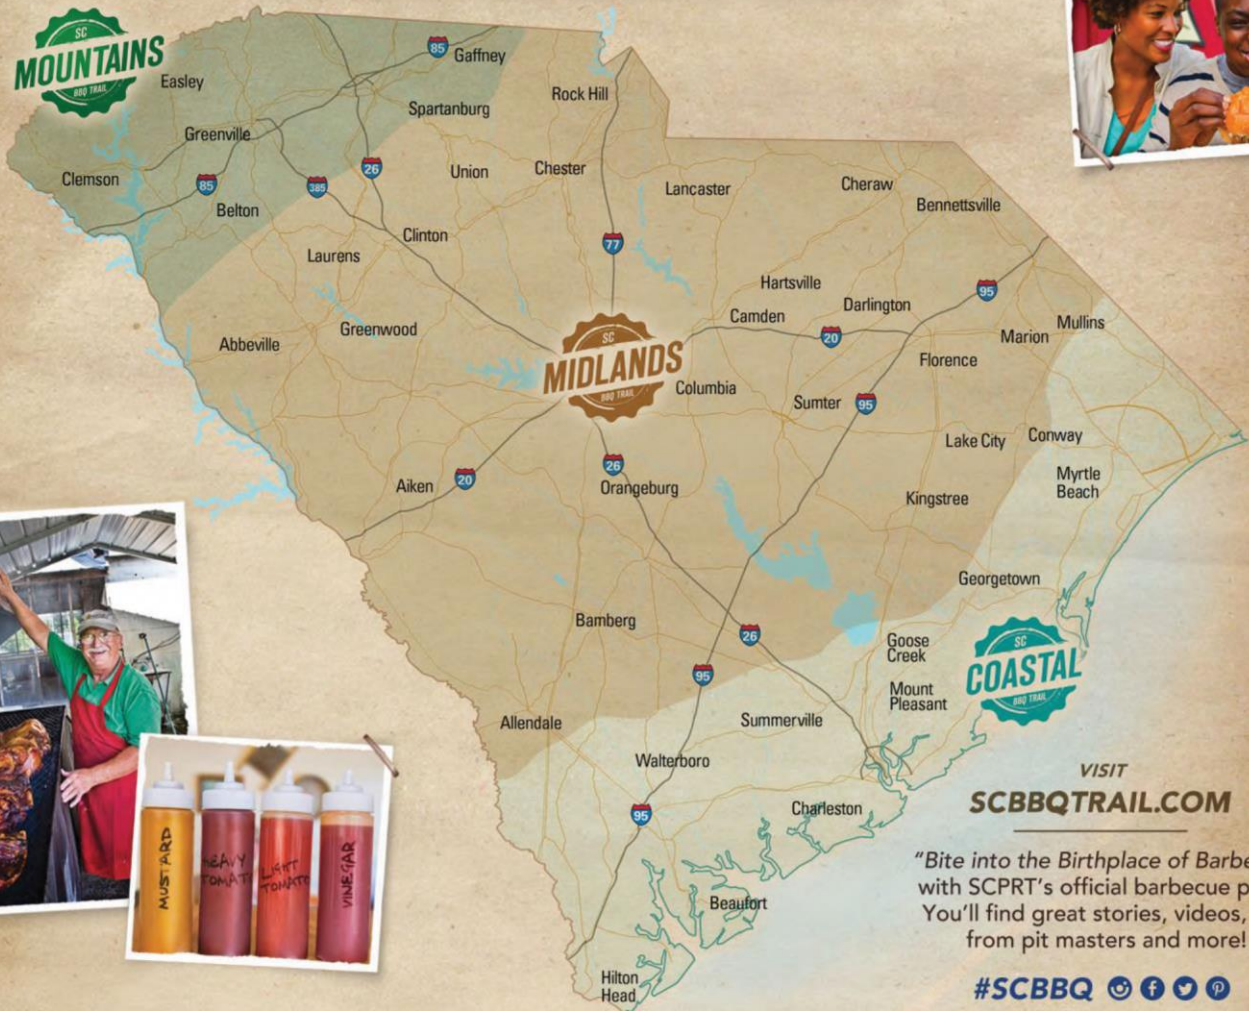 SC
MOUNTAINS
BBQ TRAIL
85
Gaffney
Easley
Rock Hill
Spartanburg
Greenville
26
Union
Chester
Clemson
85
385
Lancaster
Cheraw
Belton
Bennettsville
Clinton
77
Laurens
Hartsville
95
Darlington
Camden
Greenwood
20
Mullins
Marion
Abbeville
SC
MIDLANDS
BBQ TRAIL
Florence
Columbia
Sumter
95
Lake City
Conway
26
Aiken
20
Orangeburg
Myrtle
Beach
Kingstree
Georgetown
Bamberg
26
Goose
Creek
SC
COASTAL
BBQ TRAIL
95
Mount
Pleasant
Allendale
Summerville
Walterboro
95
Charleston
Beaufort
Hilton
Head
MUSTARD
HEAVY
TOMATO
LIGHT
TOMATO
VINEGAR
VISIT
SCBBQTRAIL.COM
"Bite into the Birthplace of Barbe
with SCPRT's official barbecue p
You'll find great stories, videos,
from pit masters and more!
#SCBBQ